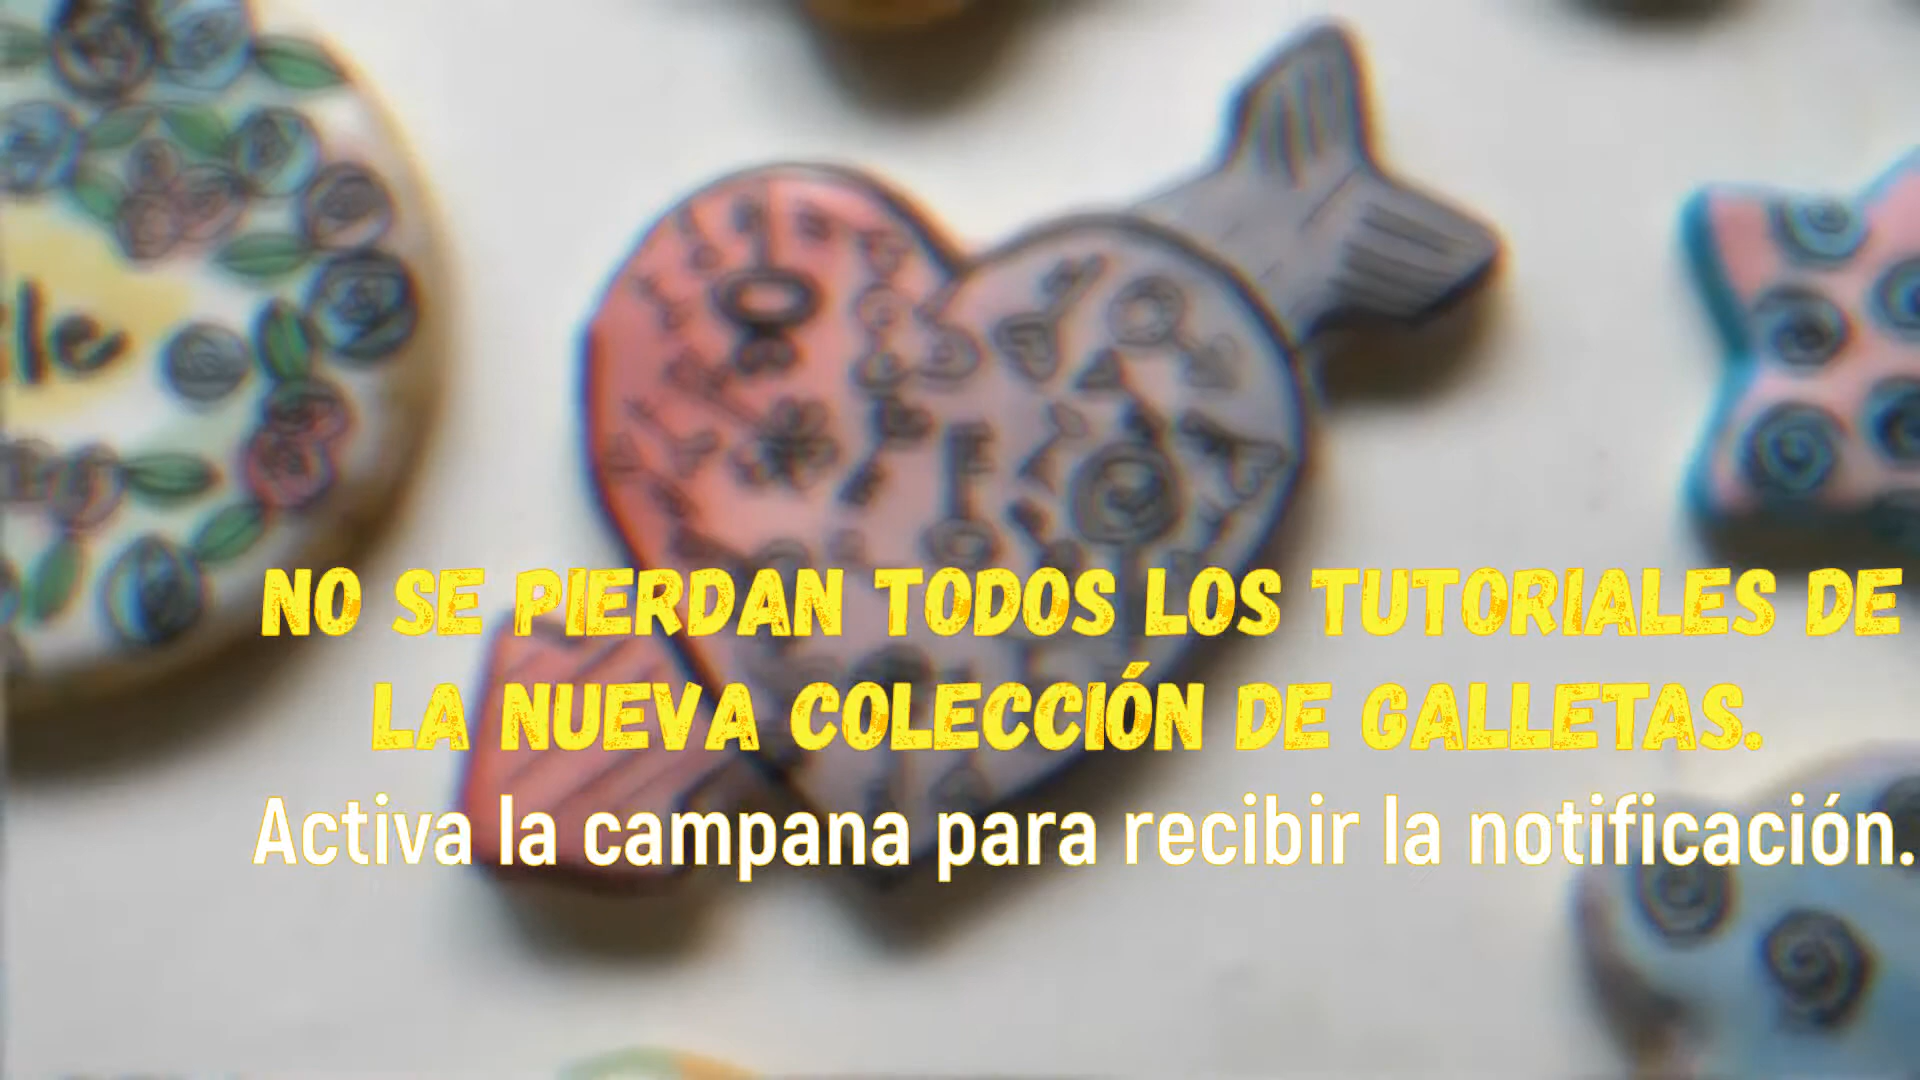 NO SE PIERDAN TODOS LOS TUTORIALES DE
LA NUEVA COLECCIÓN DE GALLETAS.
Activa la campana para recibir la notificación.